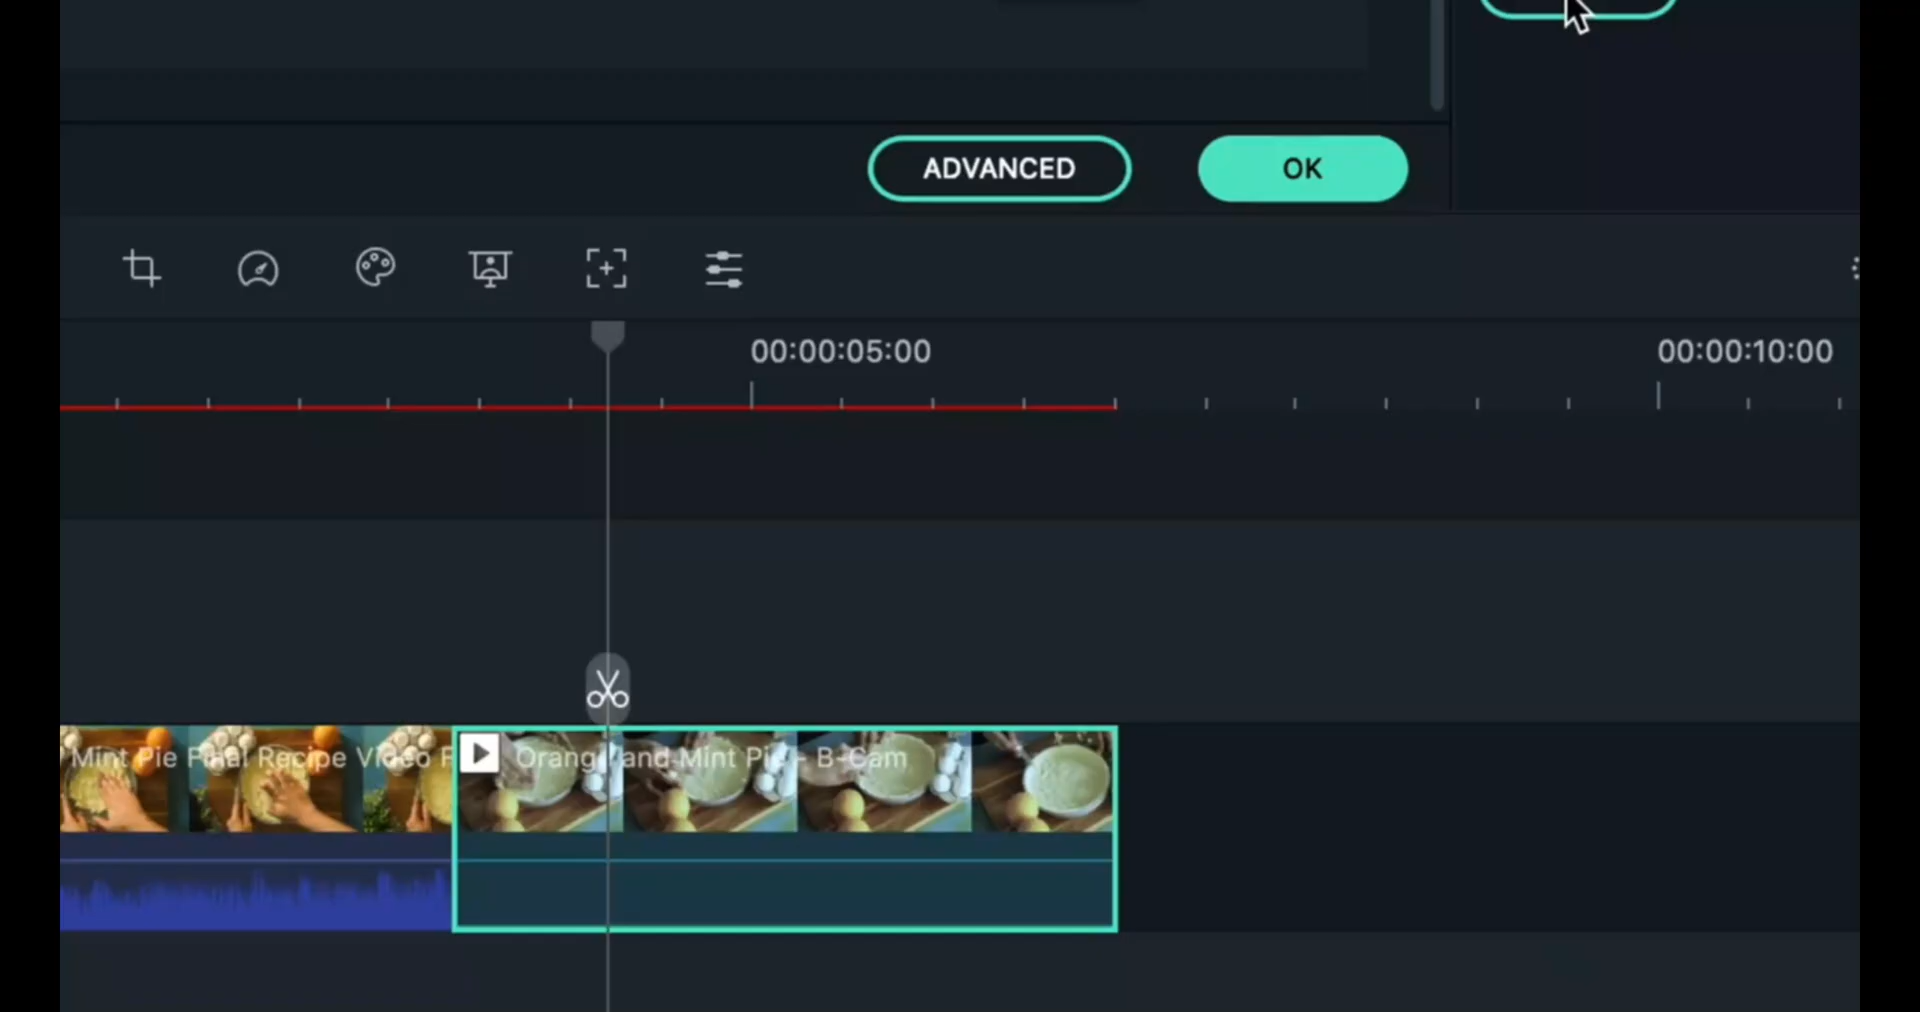 ADVANCED
OK
00:00:05:00
00:00:10:00
Mint Pie Final Recipe Video F
Orange and Mint Pie - B-Cam